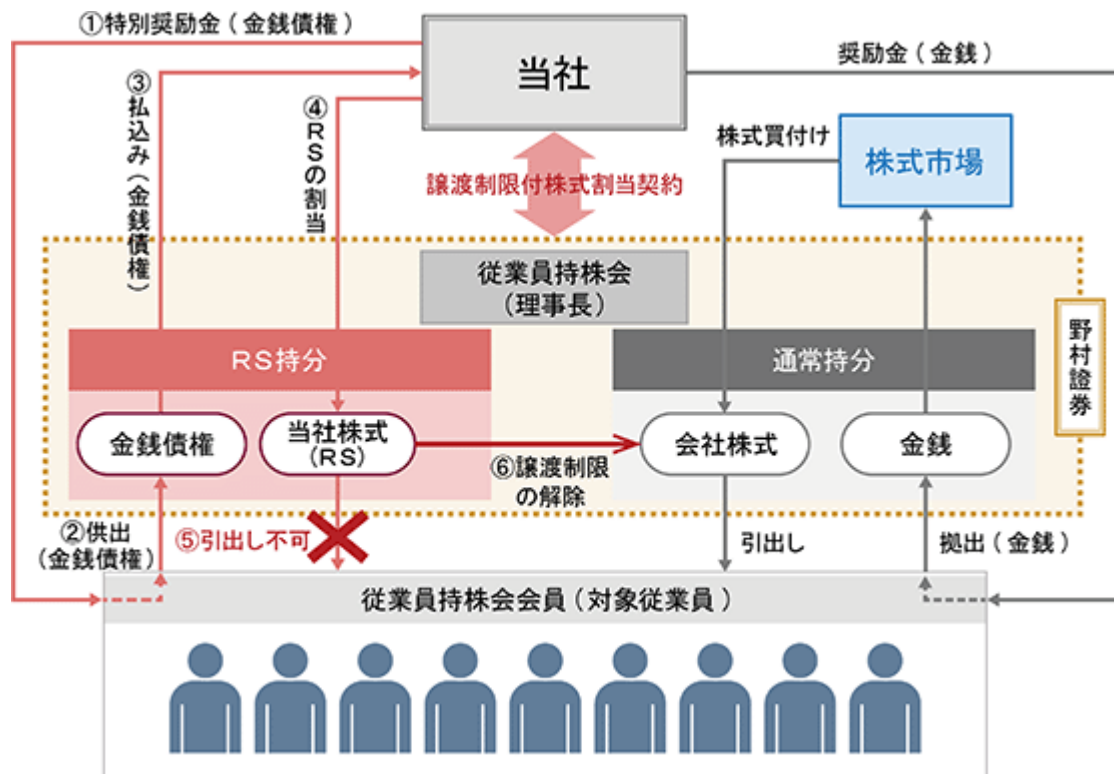 ①特別奨励金(金銭債権)
当社
奨励金(金銭)
③払込み(金銭債権)
④RSの割当
株式買付け
株式市場
譲渡制限付株式割当契約
従業員持株会
(理事長)
野村證券
RS持分
通常持分
金銭債権
当社株式
(RS)
会社株式
金銭
⑥譲渡制限
の解除
②供出
(金銭債権)
⑤引出し不可
引出し
拠出(金銭)
従業員持株会会員(対象従業員)